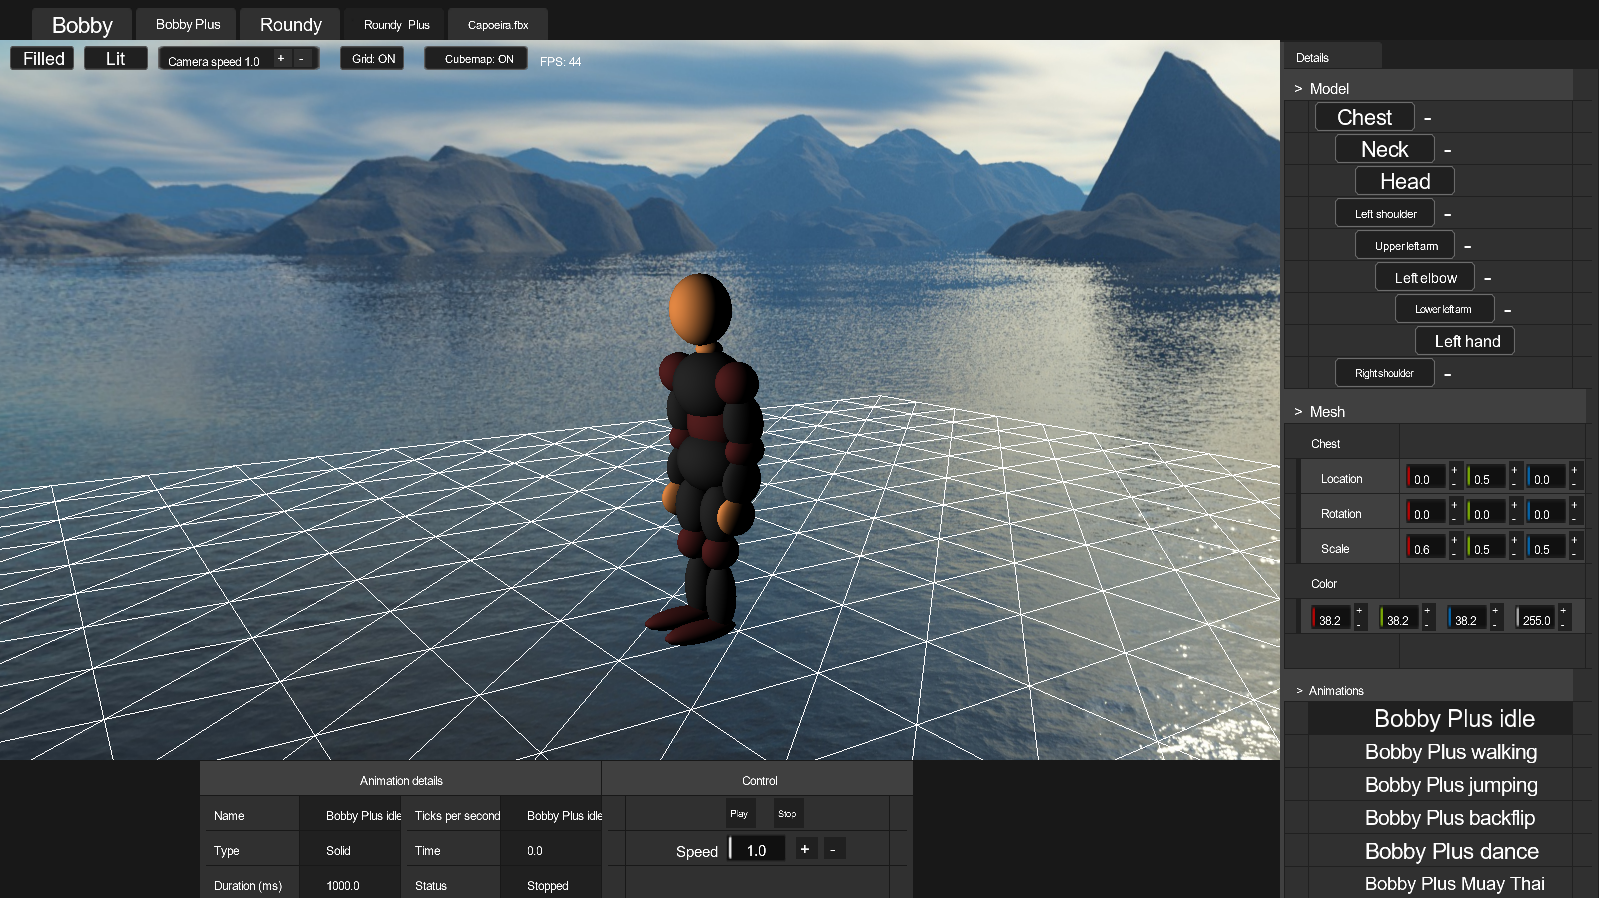 Bobby Bobby Plus Roundy Roundy Plus Capoeira.fbx
Filled Lit Camera speed 1.0 + - Grid: ON Cubemap: ON FPS: 44
Details
> Model
Chest -
Neck -
Head
Left shoulder -
Upper left arm -
Left elbow -
Lower left arm -
Left hand
Right shoulder -
> Mesh
Chest
Location 0.0 + - 0.5 + - 0.0 + -
Rotation 0.0 + - 0.0 + - 0.0 + -
Scale 0.6 + - 0.5 + - 0.5 + -
Color
38.2 + - 38.2 + - 38.2 + - 255.0 + -
> Animations
Bobby Plus idle
Bobby Plus walking
Bobby Plus jumping
Bobby Plus backflip
Bobby Plus dance
Bobby Plus Muay Thai
Animation details Control
Name Bobby Plus idle Ticks per second Bobby Plus idle Play Stop
Type Solid Time 0.0 Speed 1.0 + -
Duration (ms) 1000.0 Status Stopped